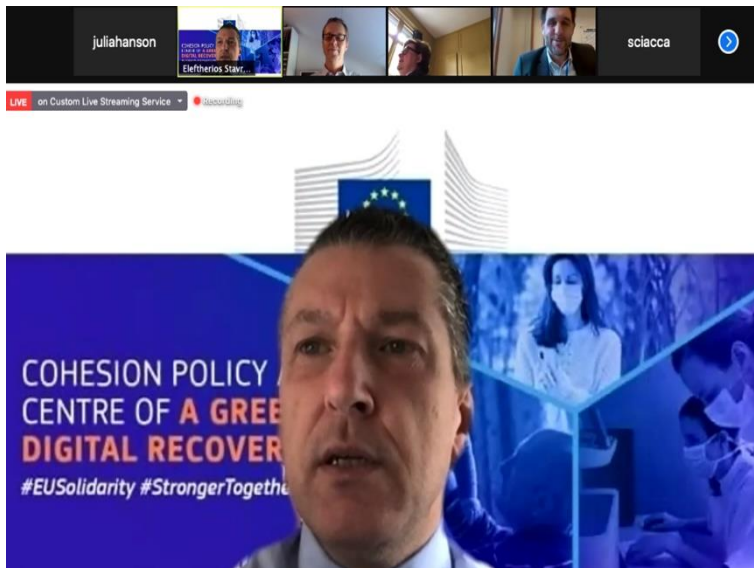 juliahanson
COHESION POLICY
CENTRE OF A GREE
DIGITAL RECOVER
Eleftherios Stavr...
sciacca
LIVE on Custom Live Streaming Service
Recording
COHESION POLICY
CENTRE OF A GREE
DIGITAL RECOVER
#EUSolidarity #StrongerTogethe